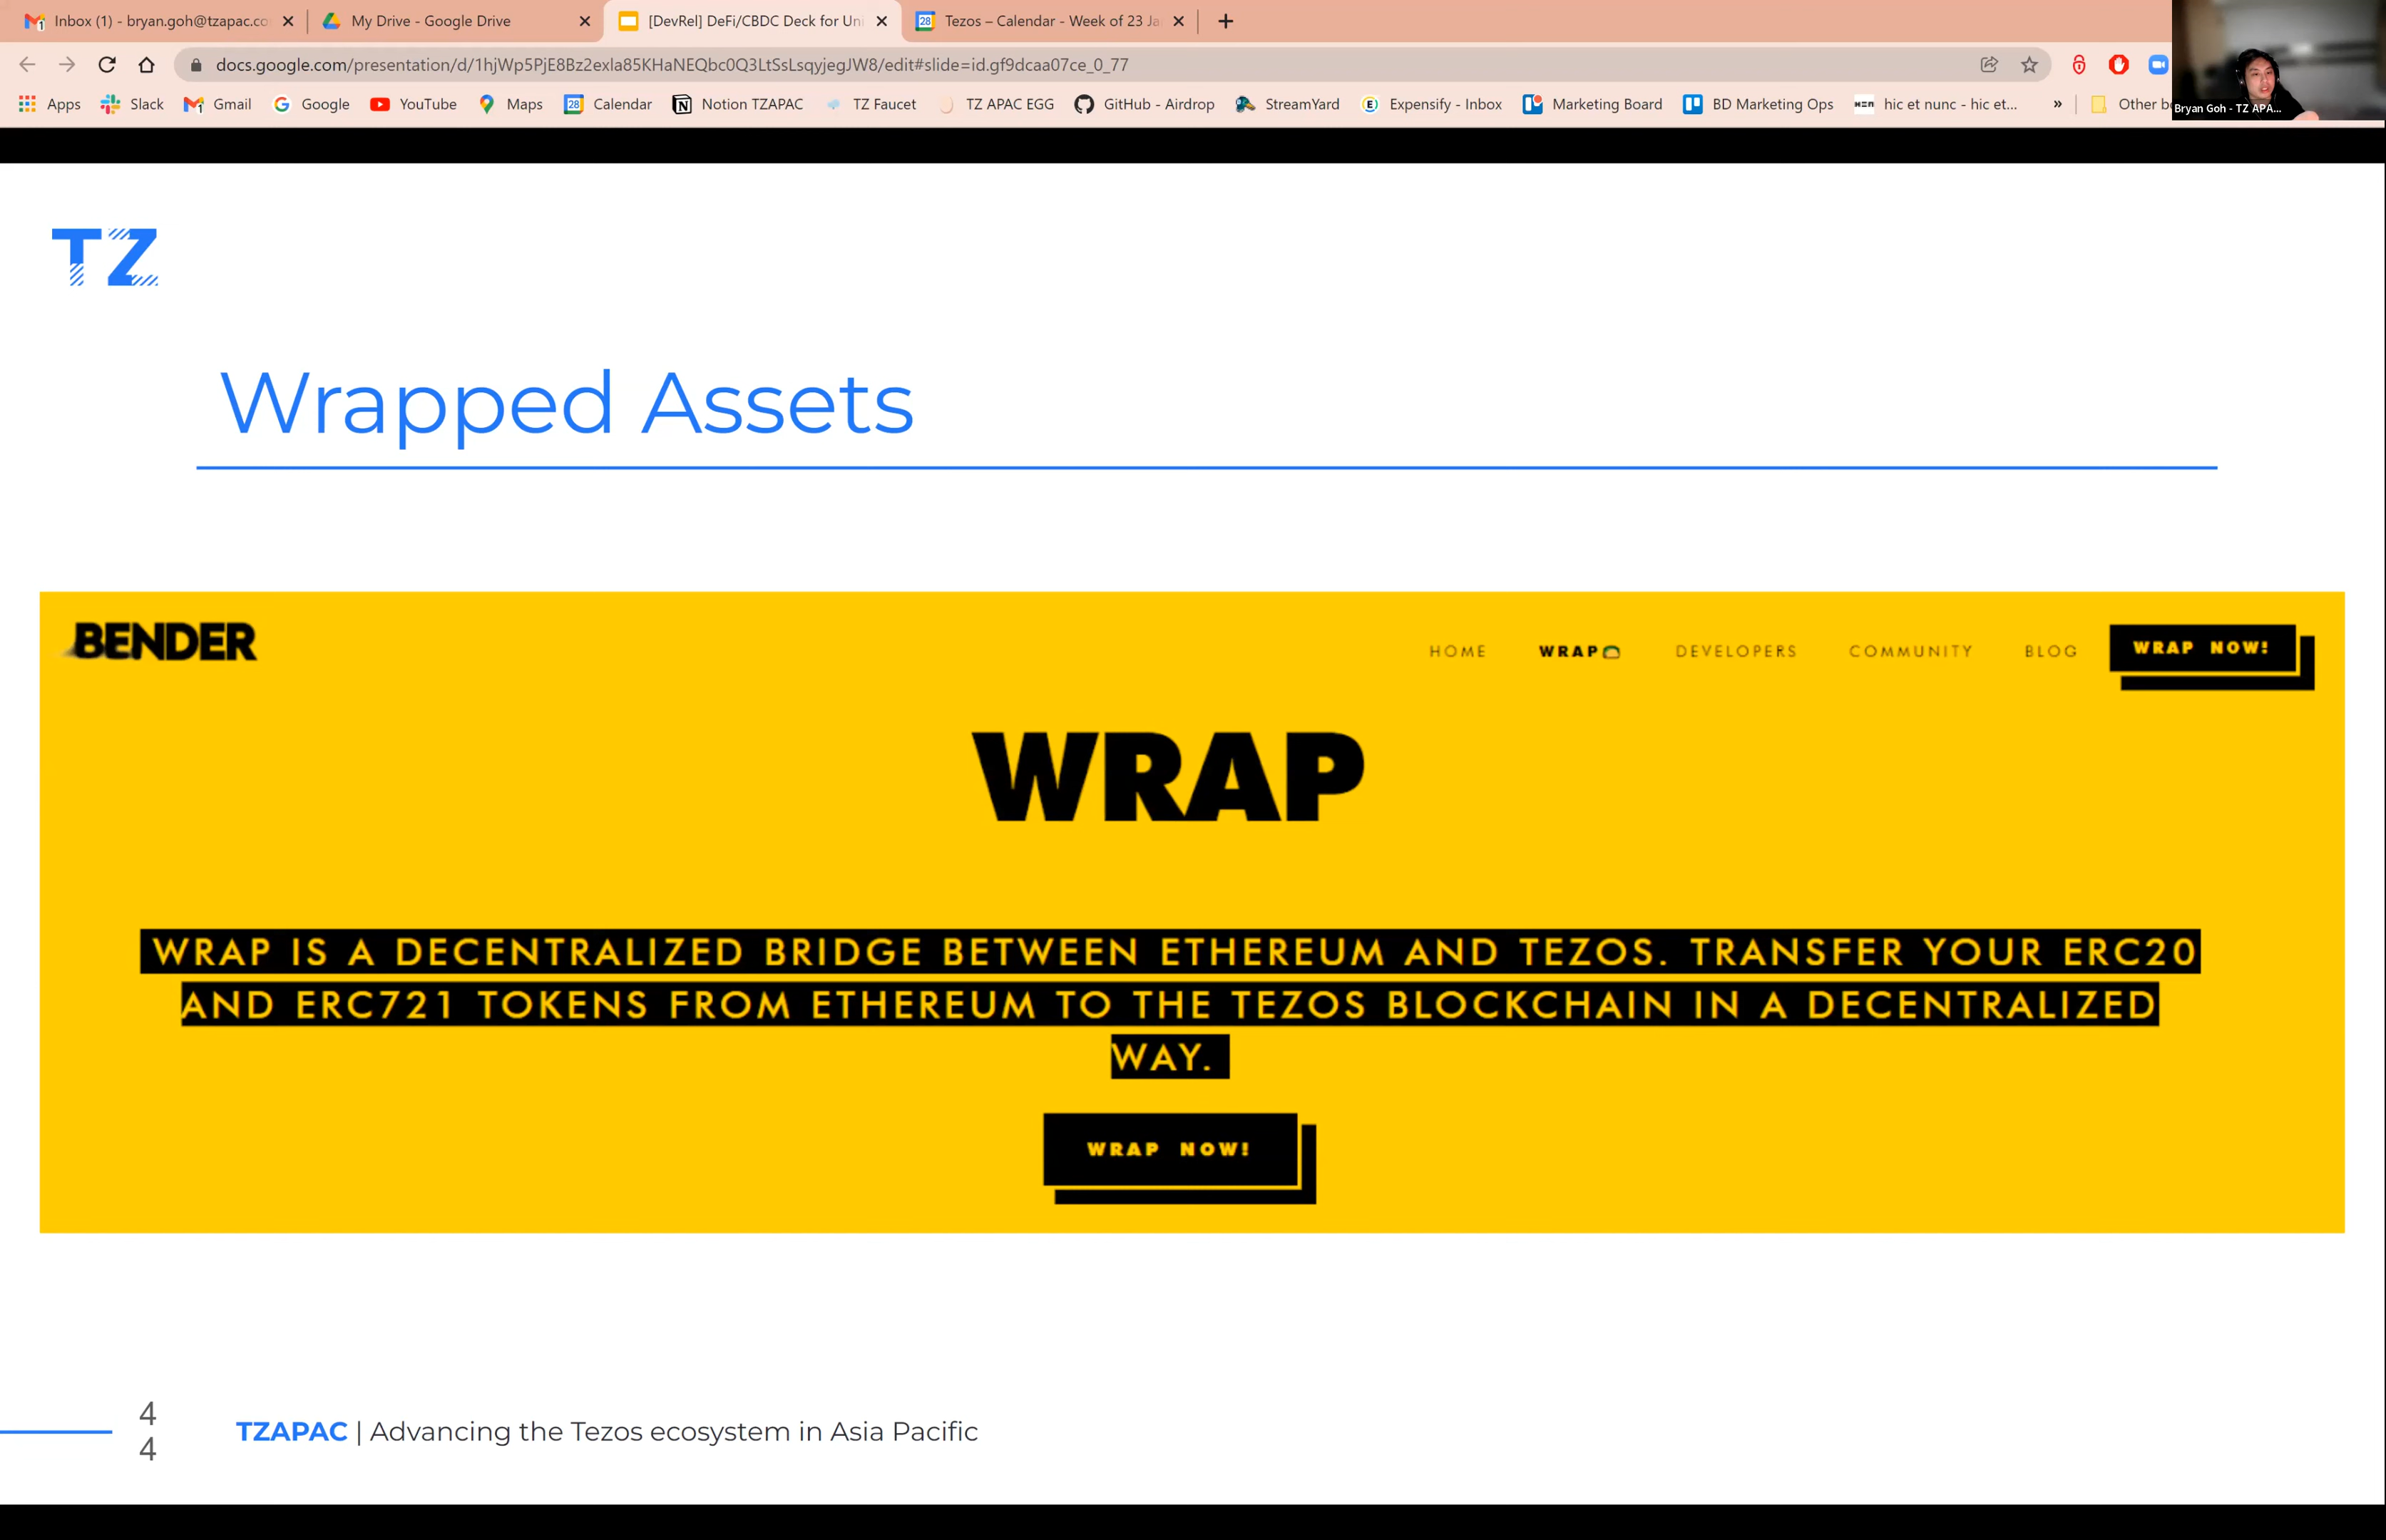 Inbox (1) - bryan.goh@tzapac.co
My Drive - Google Drive
[DevRel] DeFi/CBDC Deck for Uni
Tezos – Calendar - Week of 23 Ja
docs.google.com/presentation/d/1hjWp5PjE8Bz2exla85KHaNEQbc0Q3LtSsLsqyjegJW8/edit#slide=id.gf9dcaa07ce_0_77
Apps
Slack
Gmail
Google
YouTube
Maps
Calendar
Notion TZAPAC
TZ Faucet
TZ APAC EGG
GitHub - Airdrop
StreamYard
Expensify - Inbox
Marketing Board
BD Marketing Ops
hic et nunc - hic et...
»
Other b
Bryan Goh - TZ APA...
TZ
Wrapped Assets
BENDER
HOME
WRAP
DEVELOPERS
COMMUNITY
BLOG
WRAP NOW!
WRAP
WRAP IS A DECENTRALIZED BRIDGE BETWEEN ETHEREUM AND TEZOS. TRANSFER YOUR ERC20
AND ERC721 TOKENS FROM ETHEREUM TO THE TEZOS BLOCKCHAIN IN A DECENTRALIZED
WAY.
WRAP NOW!
4
4
TZAPAC | Advancing the Tezos ecosystem in Asia Pacific